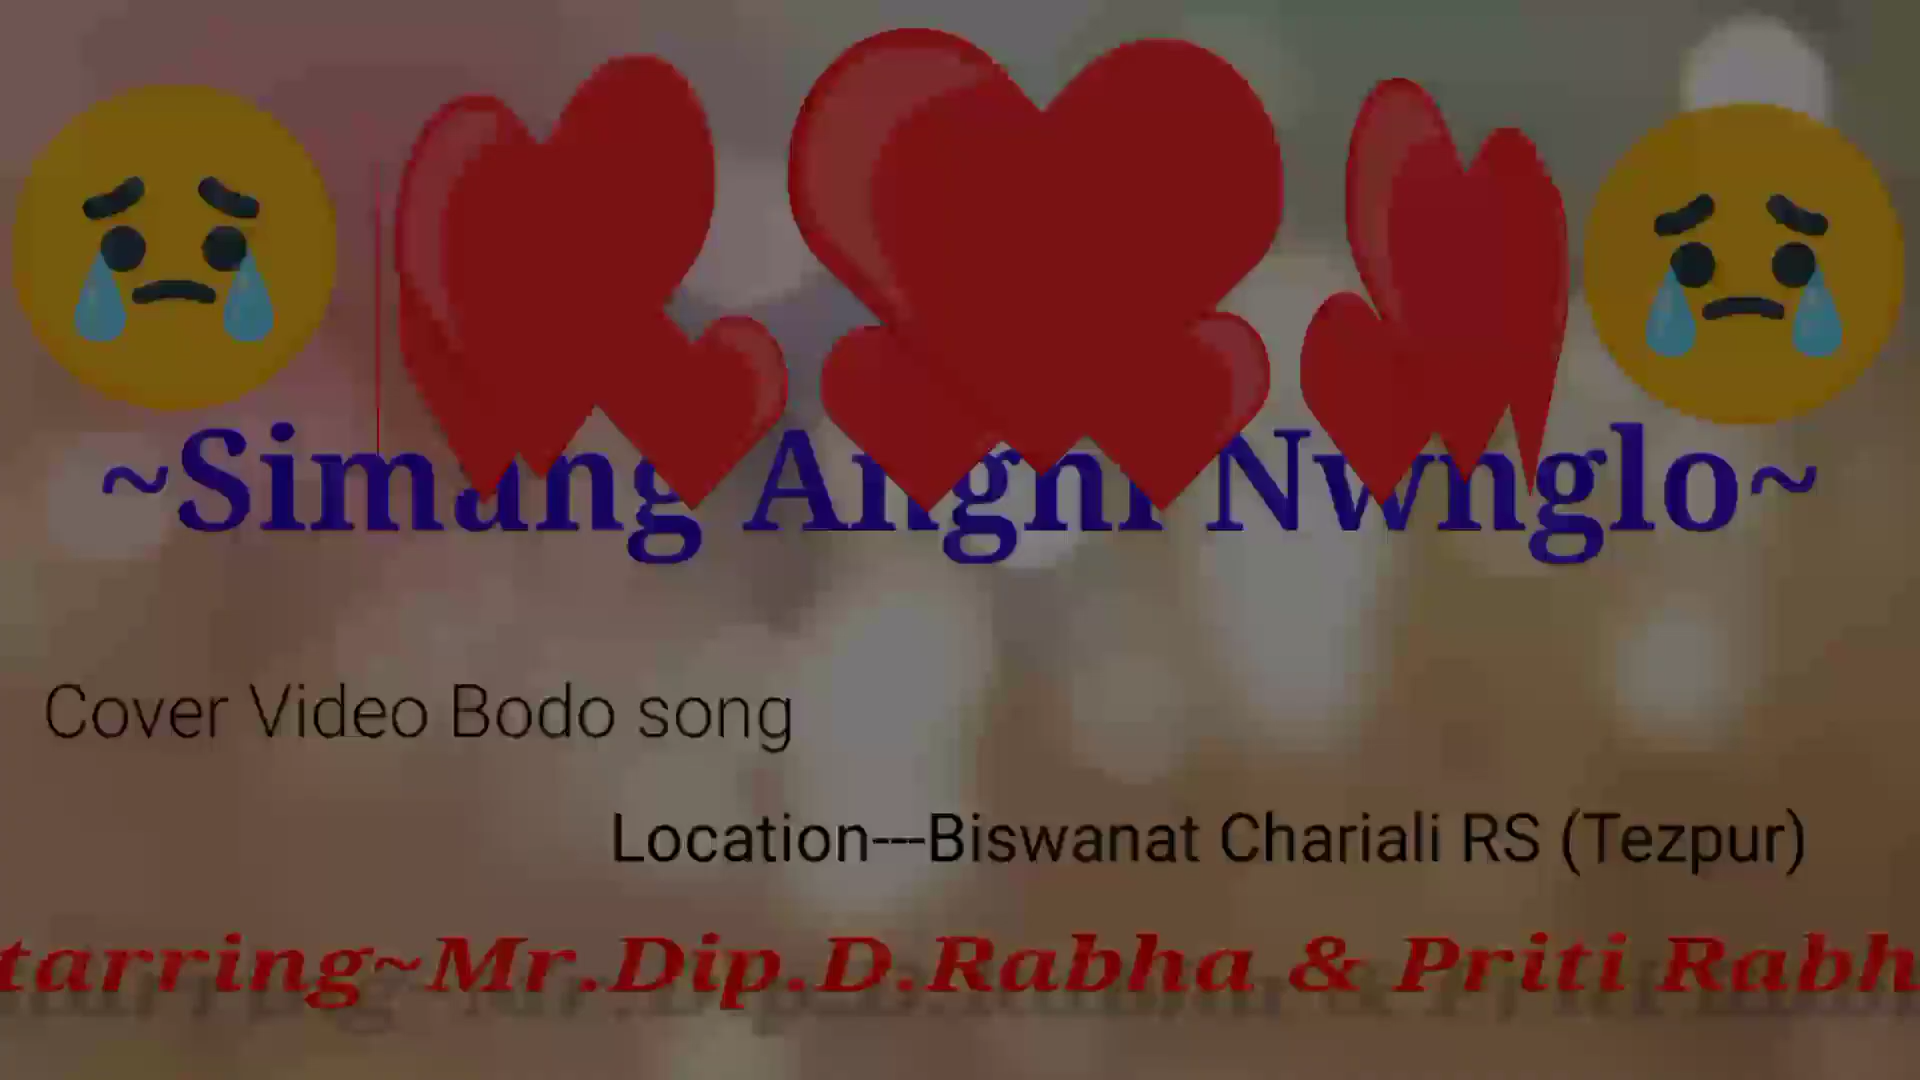 ~Simang Angni Nwnglo~
Cover Video Bodo song
Location---Biswanat Chariali RS (Tezpur)
tarring~Mr.Dip.D.Rabha & Priti Rabh